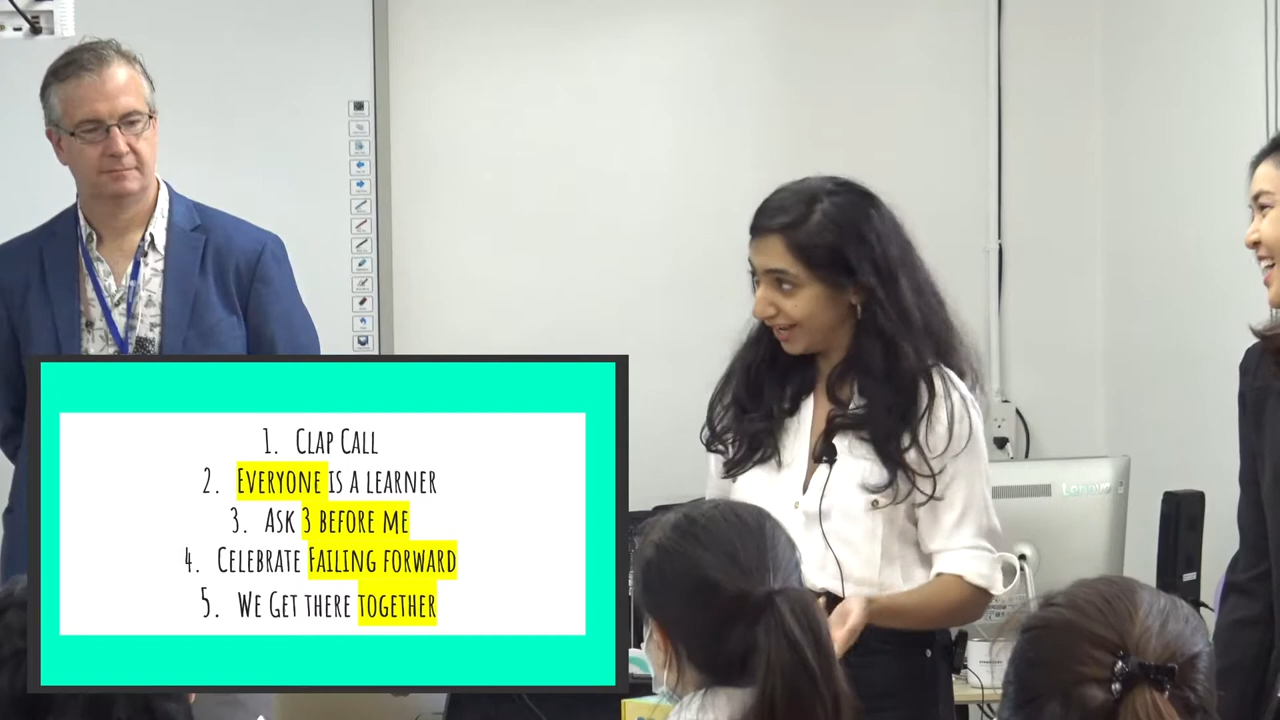 1. Clap Call
2. Everyone is a learner
3. Ask 3 before me
4. Celebrate Failing forward
5. We Get there together
Lenovo